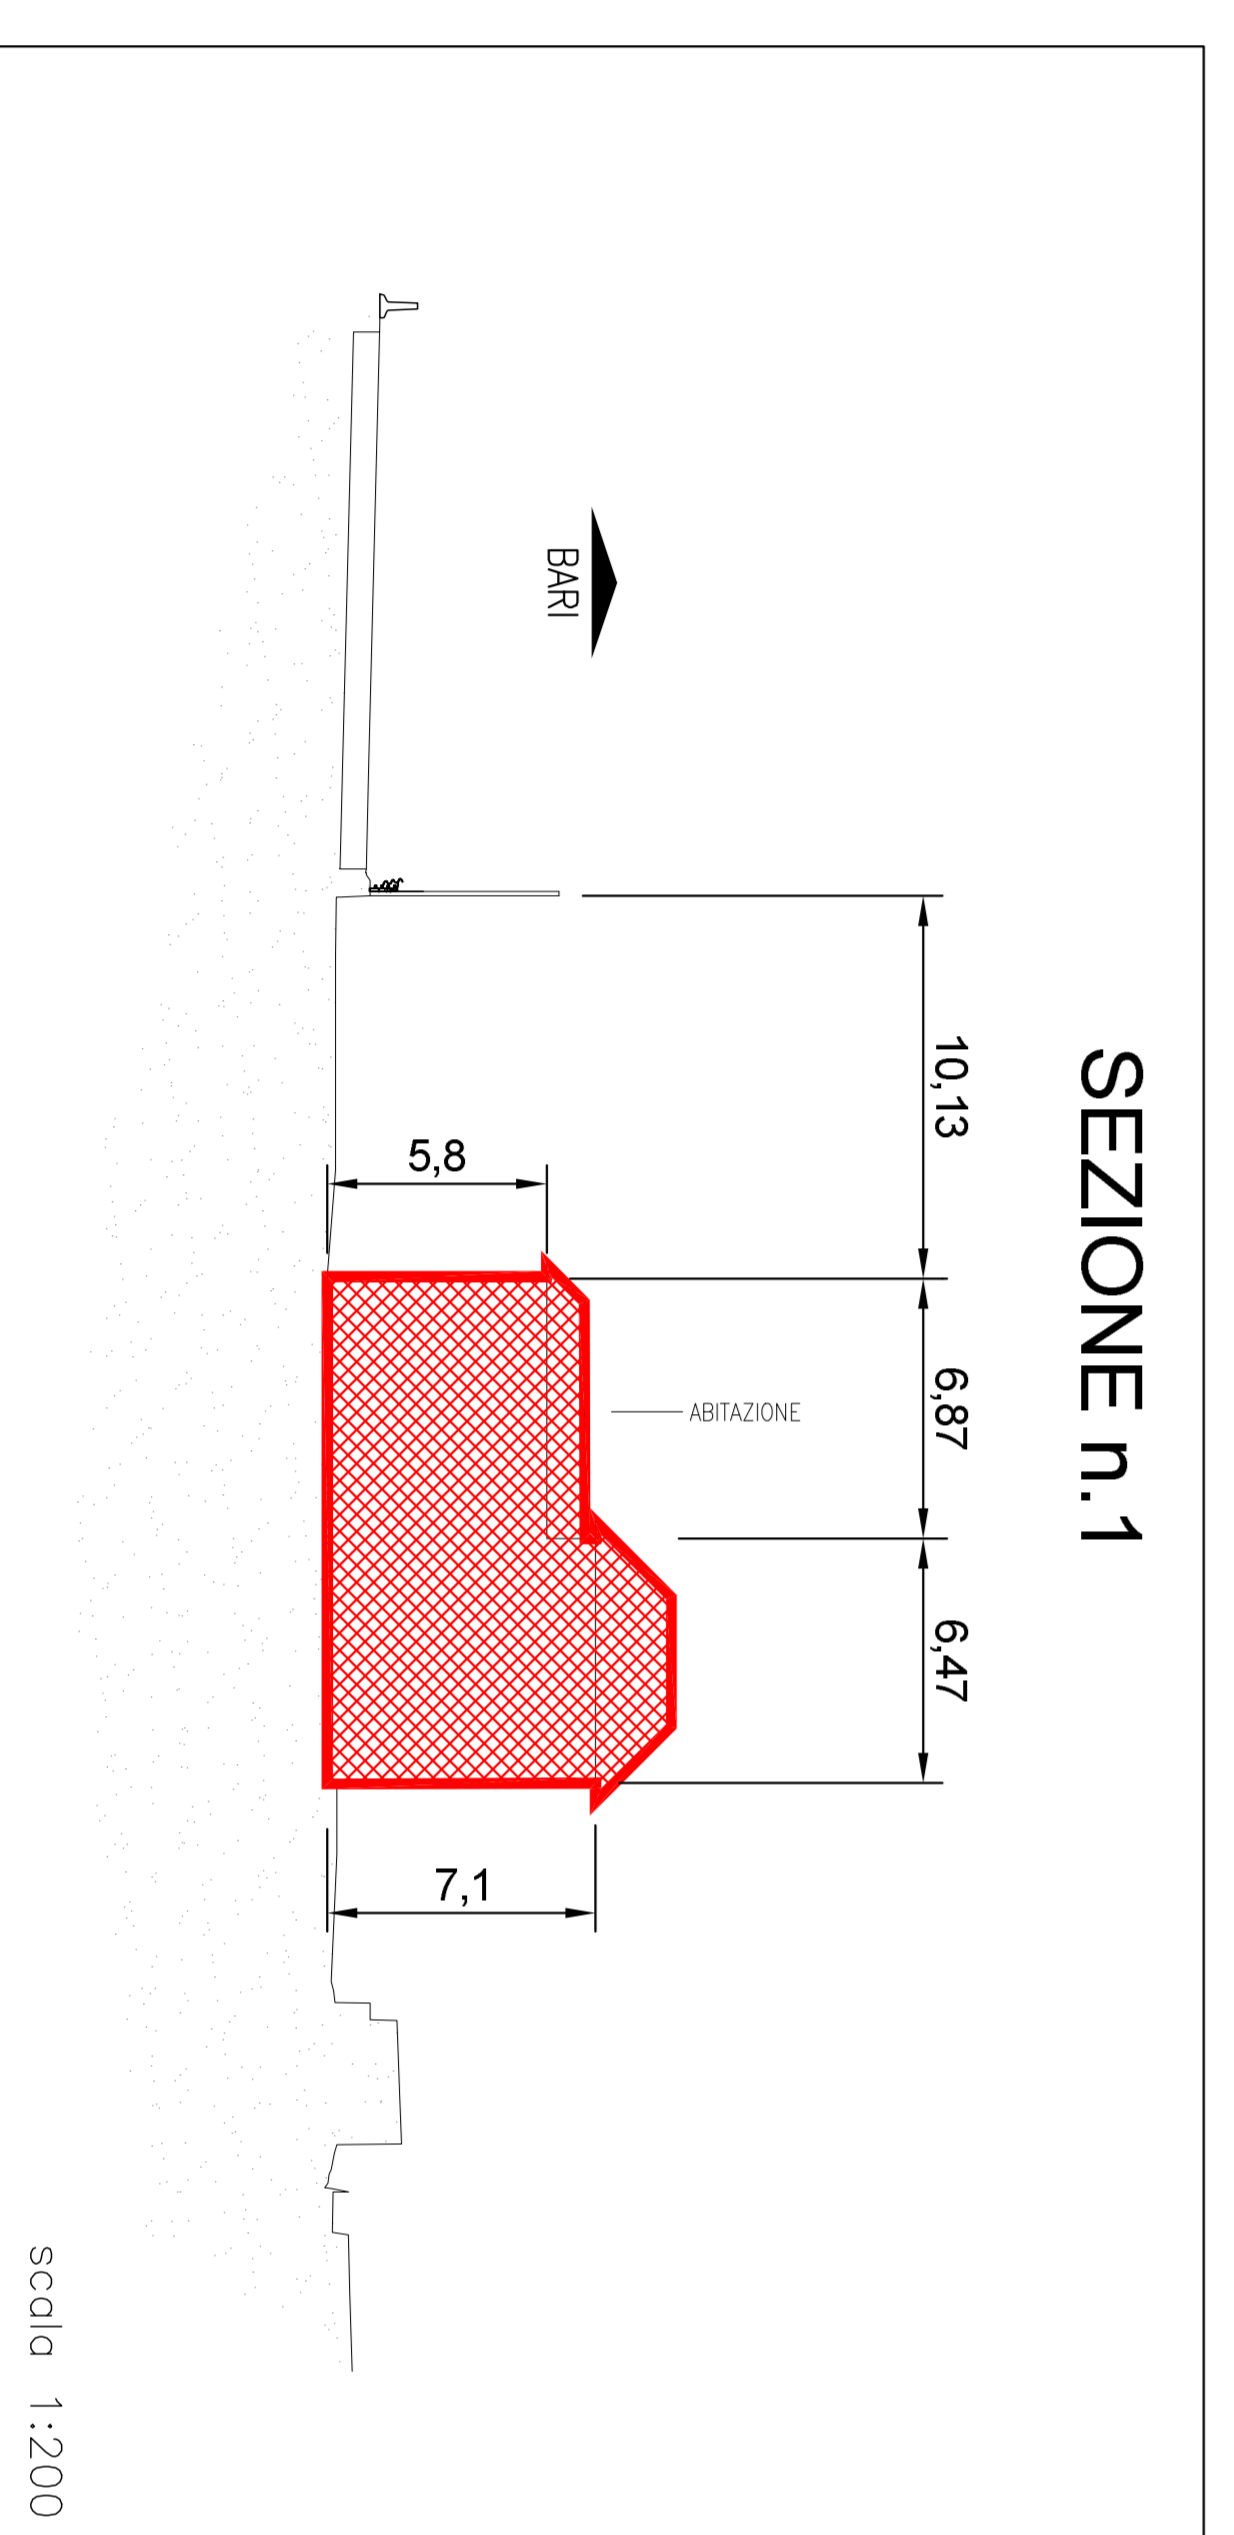 SEZIONE n.1
10,13
6,87
6,47
ABITAZIONE
BARI
5,8
7,1
scala 1:200